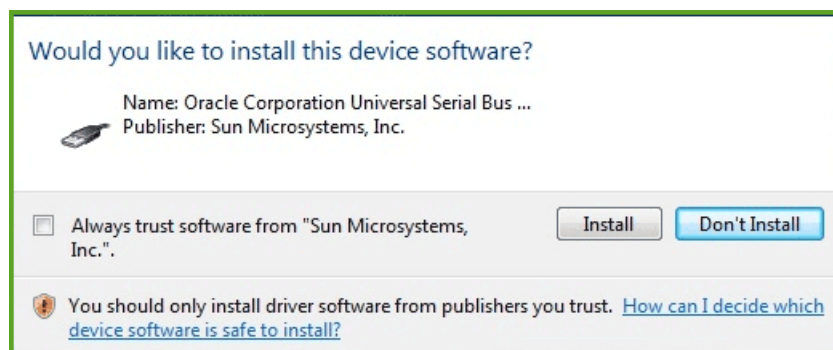 Would you like to install this device software?
Name: Oracle Corporation Universal Serial Bus ...
Publisher: Sun Microsystems, Inc.
Always trust software from "Sun Microsystems,
Inc.".
Install
Don't Install
You should only install driver software from publishers you trust. How can I decide which
device software is safe to install?